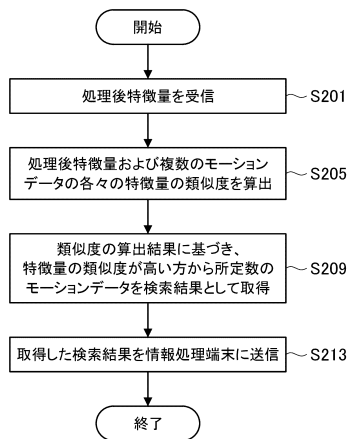 開始
処理後特徴量を受信
S201
処理後特徴量および複数のモーション
データの各々の特徴量の類似度を算出
S205
類似度の算出結果に基づき、
特徴量の類似度が高い方から所定数の
モーションデータを検索結果として取得
S209
取得した検索結果を情報処理端末に送信
S213
終了